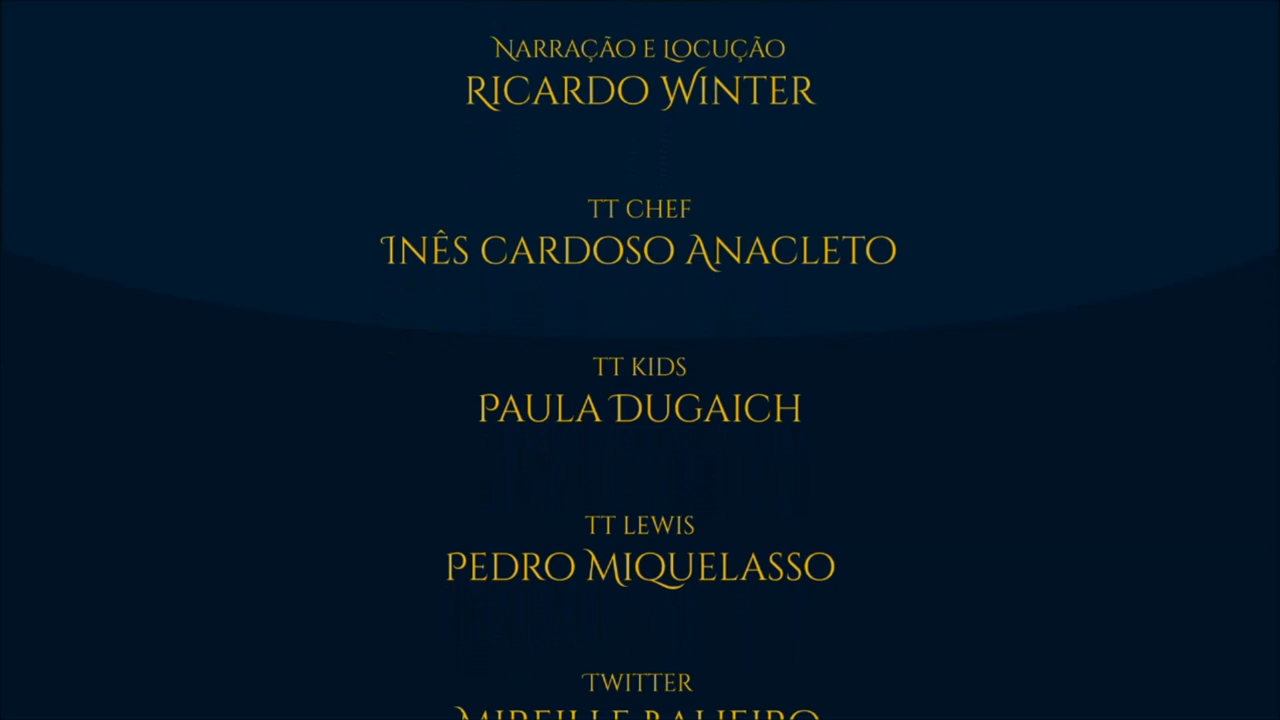 Narração e Locução
Ricardo Winter
TT Chef
Inês Cardoso Anacleto
TT Kids
Paula Dugaich
TT Lewis
Pedro Miquelasso
Twitter